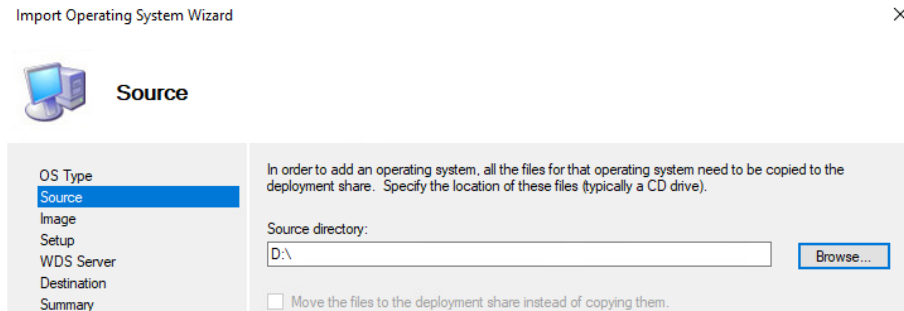 Import Operating System Wizard
Source
OS Type
Source
Image
Setup
WDS Server
Destination
Summary
In order to add an operating system, all the files for that operating system need to be copied to the
deployment share. Specify the location of these files (typically a CD drive).
Source directory:
D:\
Browse...
Move the files to the deployment share instead of copying them.